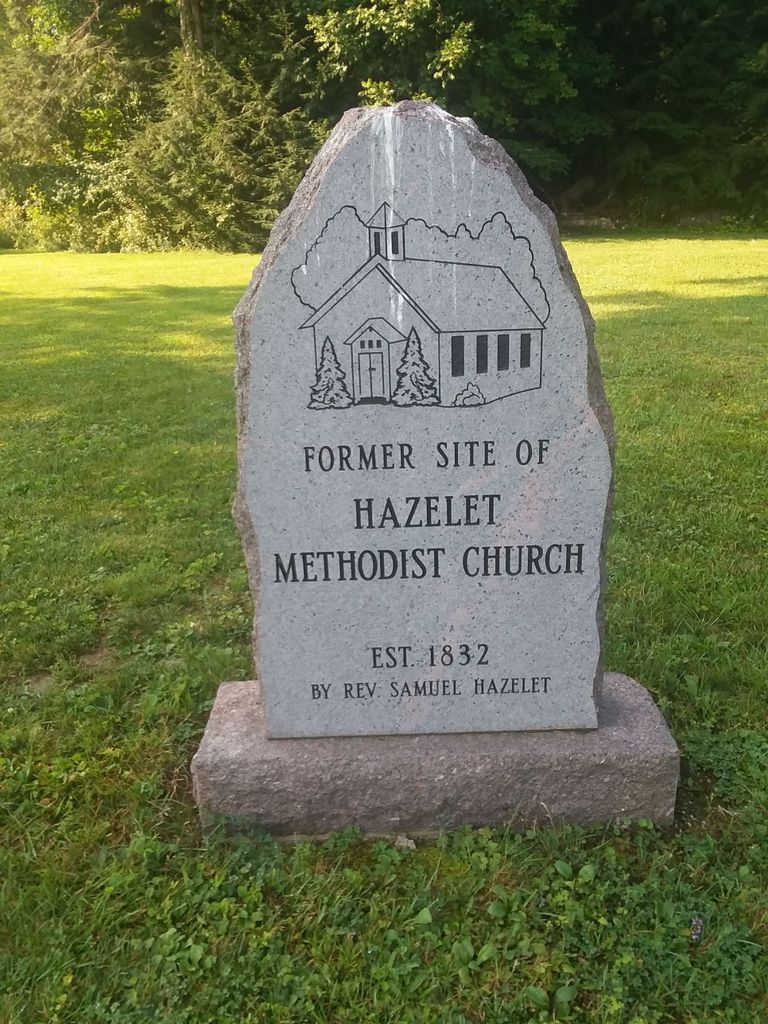 FORMER SITE OF
HAZELET
METHODIST CHURCH
EST. 1832
BY REV. SAMUEL HAZELET